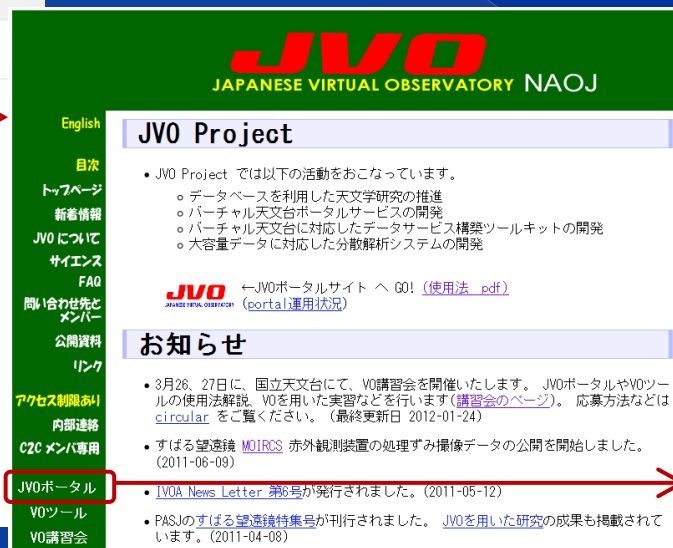 JVO
JAPANESE VIRTUAL OBSERVATORY NAOJ
English
目次
トップページ
新着情報
JVO について
サイエンス
FAQ
問い合わせ先と
メンバー
公開資料
リンク
アクセス制限あり
内部連絡
C2C メンバ専用
JVOポータル
VOツール
VO講習会
JVO Project
• JVO Project では以下の活動をおこなっています。
○ データベースを利用した天文学研究の推進
○ バーチャル天文台ポータルサービスの開発
○ バーチャル天文台に対応したデータサービス構築ツールキットの開発
○ 大容量データに対応した分散解析システムの開発
JVO ←JVOポータルサイト へ GO! (使用法 pdf)
JAPANESE VIRTUAL OBSERVATORY (portal運用状況)
お知らせ
• 3月26、27日に、国立天文台にて、VO講習会を開催いたします。 JVOポータルやVOツー
ルの使用法解説、VOを用いた実習などを行います(講習会のページ)。 応募方法などは
circular をご覧ください。 (最終更新日 2012-01-24)
• すばる望遠鏡 MOIRCS 赤外観測装置の処理ずみ撮像データの公開を開始しました。
(2011-06-09)
• IVOA News Letter 第6号が発行されました。(2011-05-12)
• PASJのすばる望遠鏡特集号が刊行されました。 JVOを用いた研究の成果も掲載されて
います。(2011-04-08)